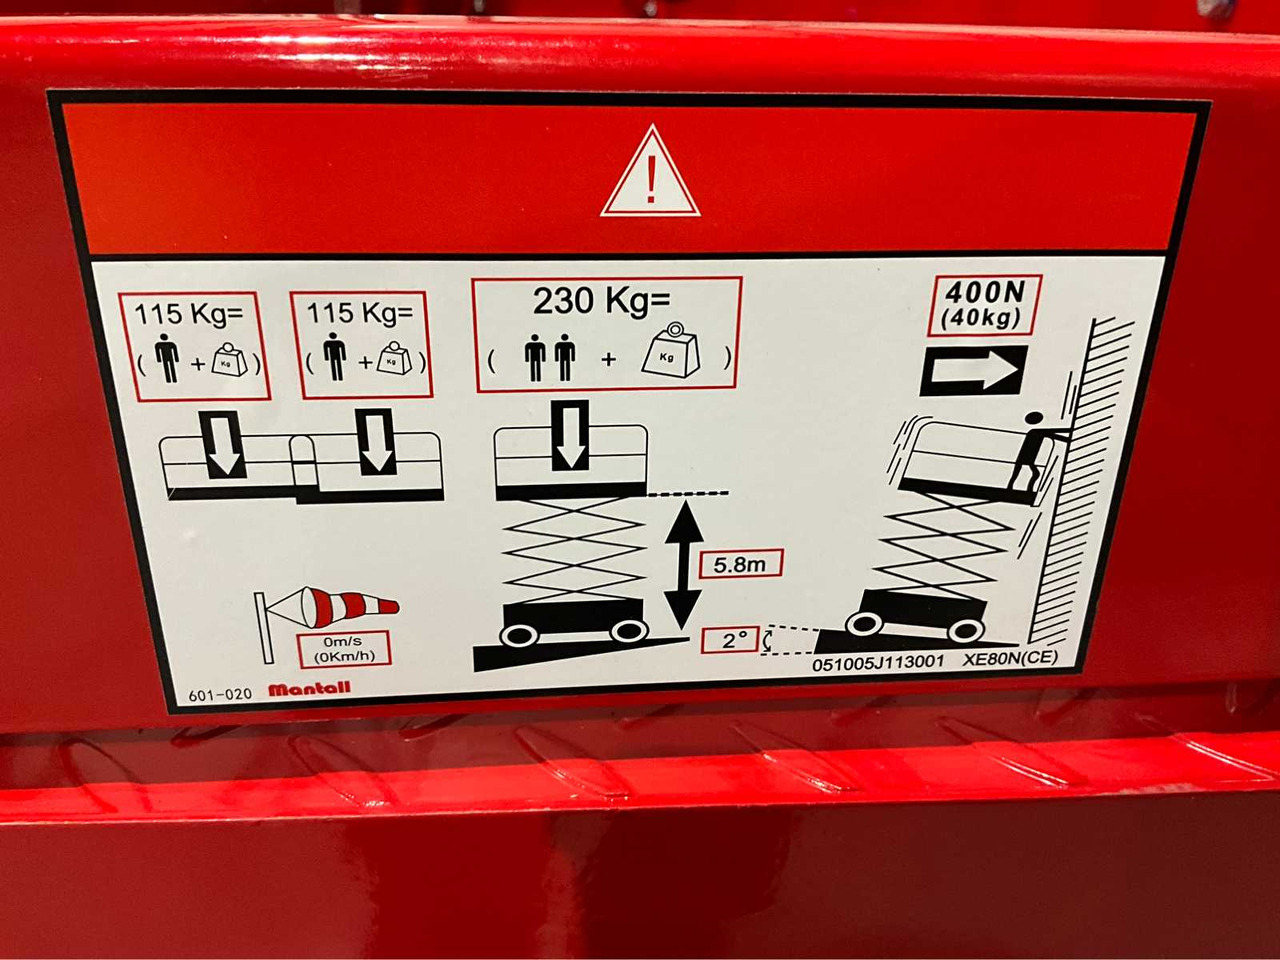 !
115 Kg=
( + Kg )
115 Kg=
( + Kg )
230 Kg=
( + Kg )
400N
(40kg)
5.8m
0m/s
(0Km/h)
2°
051005J113001 XE80N(CE)
601-020 Mantall